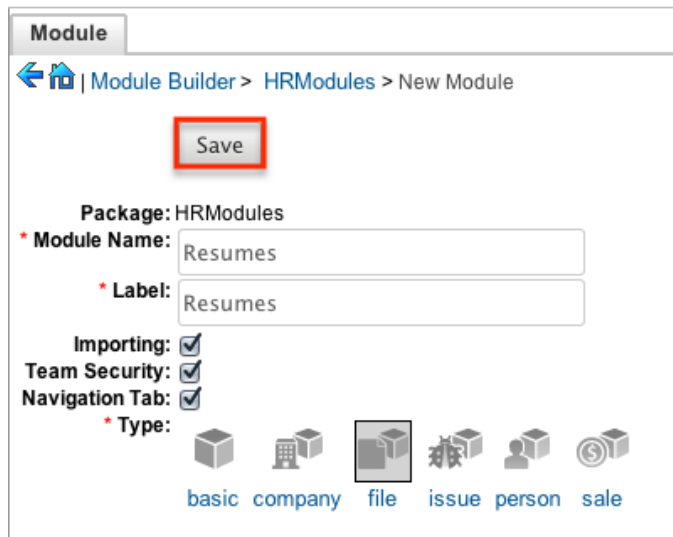 Module
| Module Builder > HRModules > New Module
Save
Package: HRModules
* Module Name: Resumes
* Label: Resumes
Importing:
Team Security:
Navigation Tab:
* Type:
basic company file issue person sale